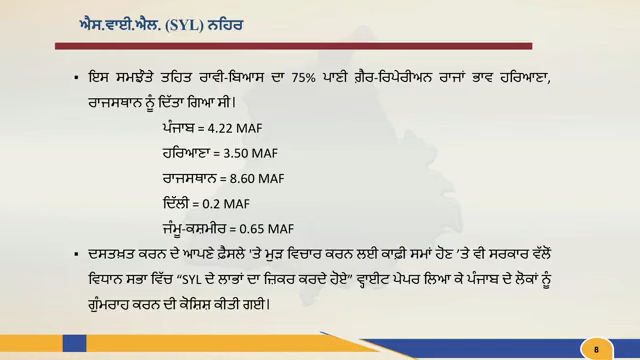 ਐਸ.ਵਾਈ.ਐਲ. (SYL) ਨਹਿਰ
▪ ਇਸ ਸਮਝੌਤੇ ਤਹਿਤ ਰਾਵੀ-ਬਿਆਸ ਦਾ 75% ਪਾਣੀ ਗ਼ੈਰ-ਰਿਪੇਰੀਅਨ ਰਾਜਾਂ ਭਾਵ ਹਰਿਆਣਾ,
ਰਾਜਸਥਾਨ ਨੂੰ ਦਿੱਤਾ ਗਿਆ ਸੀ।
ਪੰਜਾਬ = 4.22 MAF
ਹਰਿਆਣਾ = 3.50 MAF
ਰਾਜਸਥਾਨ = 8.60 MAF
ਦਿੱਲੀ = 0.2 MAF
ਜੰਮੂ-ਕਸ਼ਮੀਰ = 0.65 MAF
▪ ਦਸਤਖ਼ਤ ਕਰਨ ਦੇ ਆਪਣੇ ਫ਼ੈਸਲੇ 'ਤੇ ਮੁੜ ਵਿਚਾਰ ਕਰਨ ਲਈ ਕਾਫ਼ੀ ਸਮਾਂ ਹੋਣ ’ਤੇ ਵੀ ਸਰਕਾਰ ਵੱਲੋਂ
ਵਿਧਾਨ ਸਭਾ ਵਿੱਚ “SYL ਦੇ ਲਾਭਾਂ ਦਾ ਜ਼ਿਕਰ ਕਰਦੇ ਹੋਏ” ਵ੍ਹਾਈਟ ਪੇਪਰ ਲਿਆ ਕੇ ਪੰਜਾਬ ਦੇ ਲੋਕਾਂ ਨੂੰ
ਗੁੰਮਰਾਹ ਕਰਨ ਦੀ ਕੋਸ਼ਿਸ਼ ਕੀਤੀ ਗਈ।
8